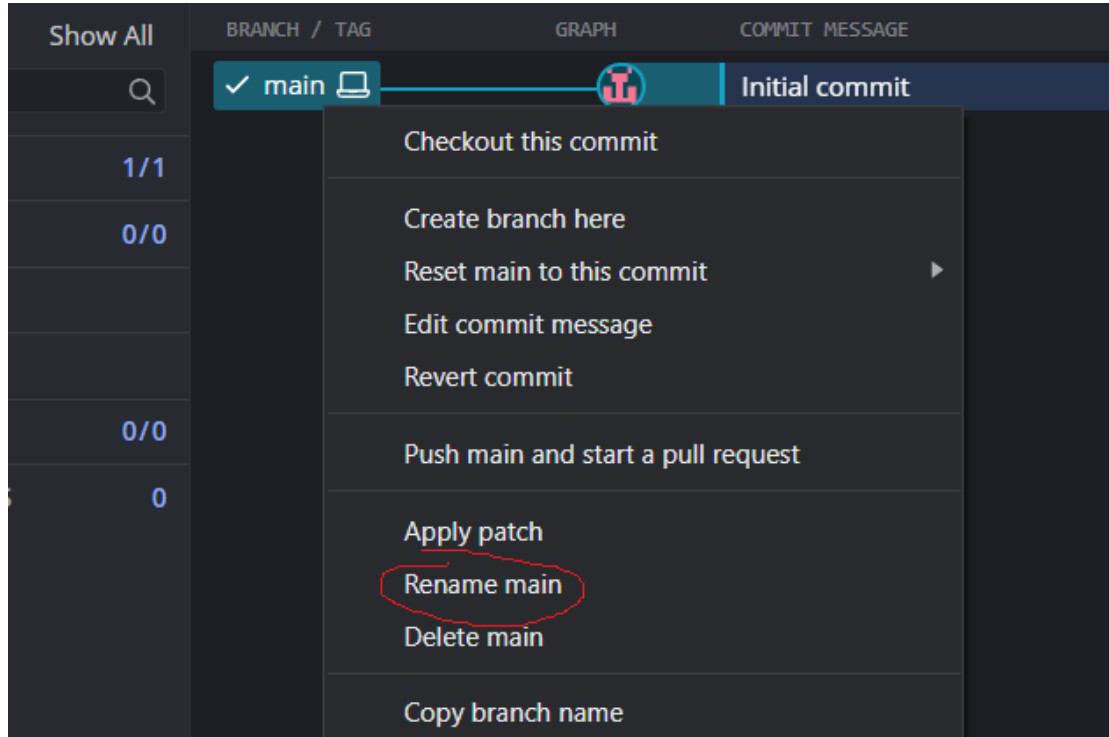 Show All
BRANCH / TAG GRAPH COMMIT MESSAGE
main Initial commit
1/1
0/0
0/0
0
Checkout this commit
Create branch here
Reset main to this commit
Edit commit message
Revert commit
Push main and start a pull request
Apply patch
Rename main
Delete main
Copy branch name